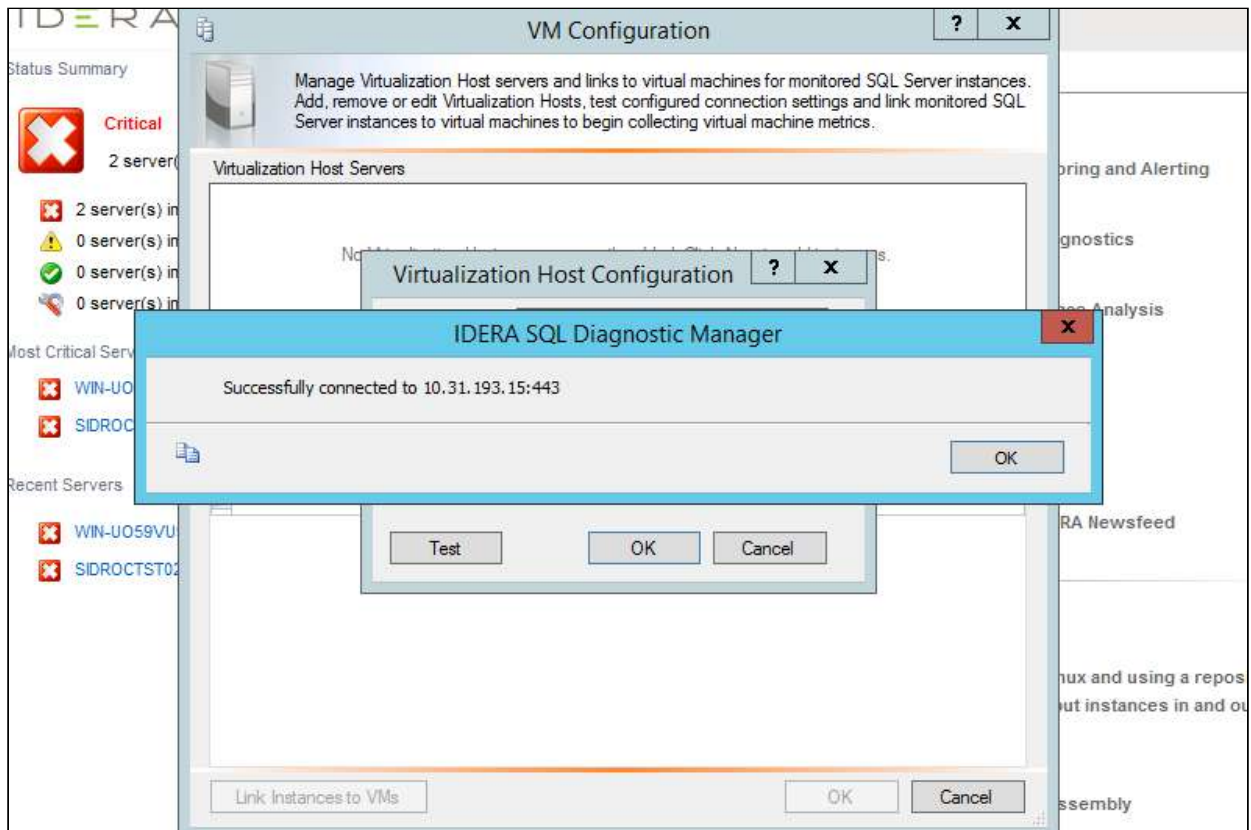 IDERA
Status Summary
Critical
2 server(
2 server(s) in
0 server(s) in
0 server(s) in
0 server(s) in
Most Critical Serv
WIN-UO
SIDROC
Recent Servers
WIN-UO59VU
SIDROCTST02
VM Configuration
? x
Manage Virtualization Host servers and links to virtual machines for monitored SQL Server instances.
Add, remove or edit Virtualization Hosts, test configured connection settings and link monitored SQL
Server instances to virtual machines to begin collecting virtual machine metrics.
Virtualization Host Servers
No
s.
Virtualization Host Configuration
? x
IDERA SQL Diagnostic Manager
x
Successfully connected to 10.31.193.15:443
OK
Test
OK
Cancel
Link Instances to VMs
OK
Cancel
oring and Alerting
gnostics
Analysis
RA Newsfeed
nux and using a repos
out instances in and ou
ssembly